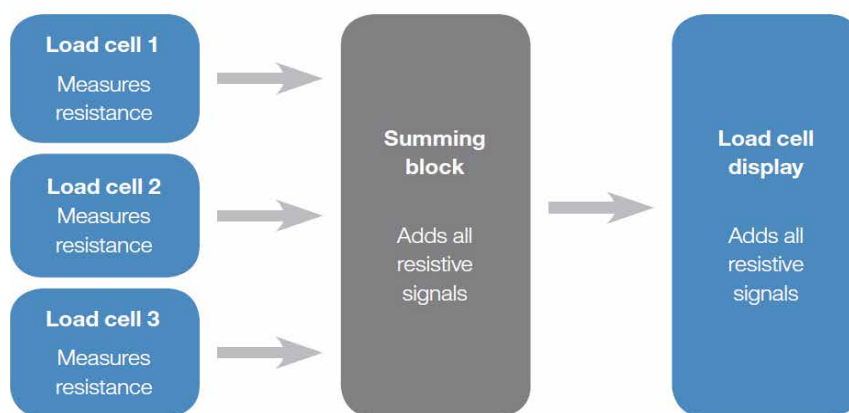 Load cell 1
Measures
resistance
Load cell 2
Measures
resistance
Load cell 3
Measures
resistance
Summing
block
Adds all
resistive
signals
Load cell
display
Adds all
resistive
signals